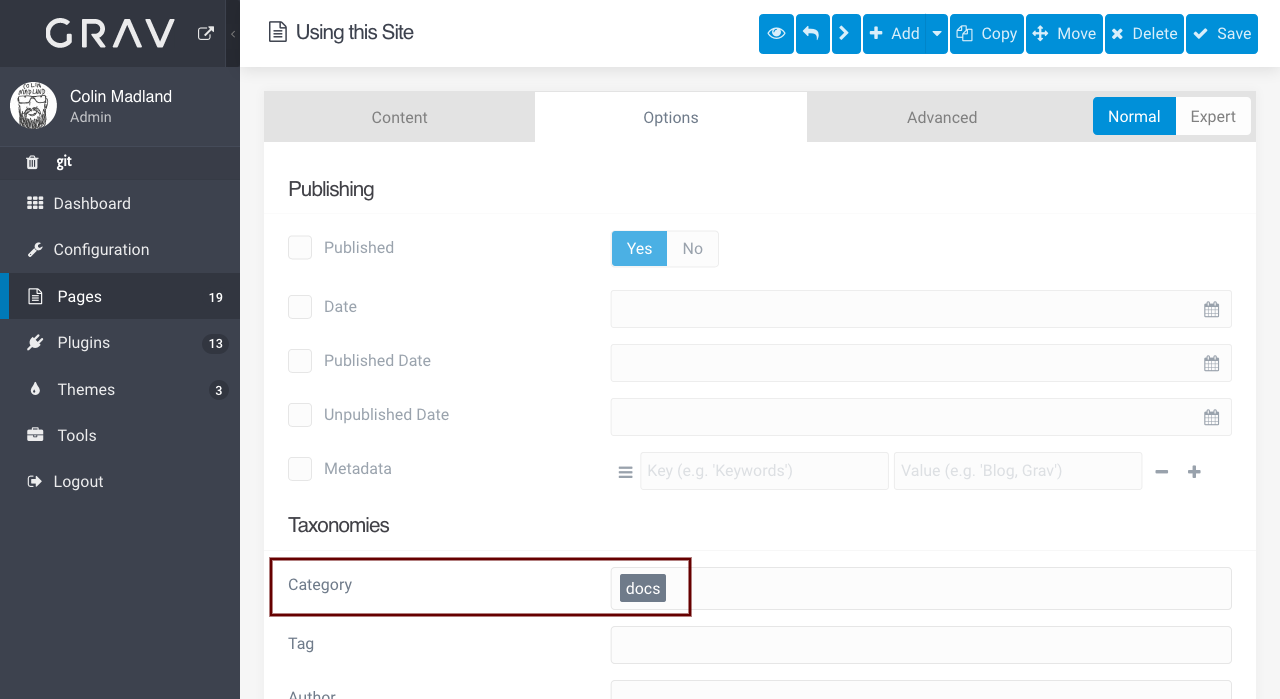 GRAV
Using this Site
Add
Copy
Move
Delete
Save
Colin Madland
Admin
git
Dashboard
Configuration
Pages 19
Plugins 13
Themes 3
Tools
Logout
Content
Options
Advanced
Normal
Expert
Publishing
Published
Yes
No
Date
Published Date
Unpublished Date
Metadata
Key (e.g. 'Keywords')
Value (e.g. 'Blog, Grav')
Taxonomies
Category
docs
Tag
Author